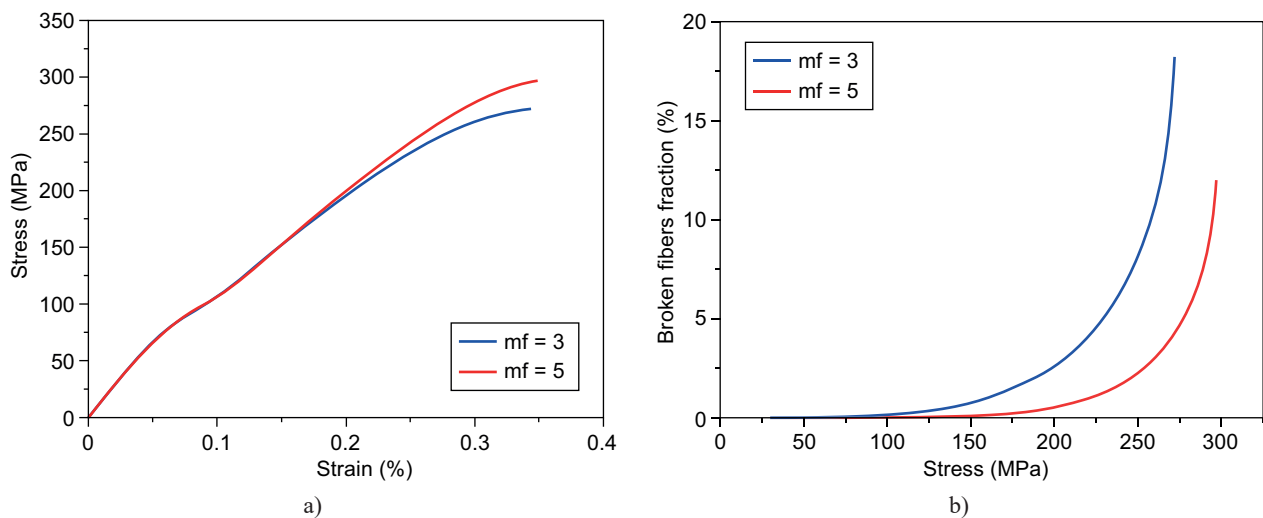 350
300
250
200
150
100
50
0
Stress (MPa)
mf = 3
mf = 5
0
0.1
0.2
0.3
0.4
Strain (%)
a)
20
15
10
5
0
Broken fibers fraction (%)
mf = 3
mf = 5
0
50
100
150
200
250
300
Stress (MPa)
b)